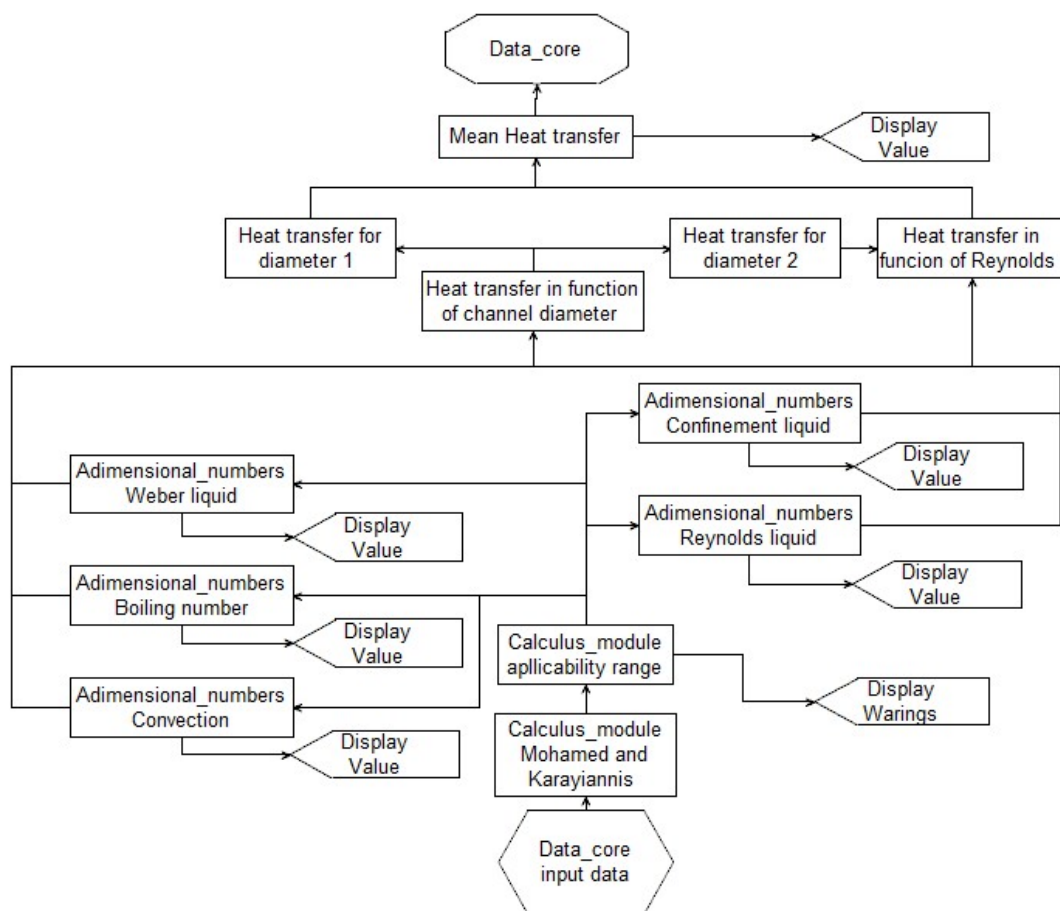 Data_core
Mean Heat transfer
Display
Value
Heat transfer for
diameter 1
Heat transfer for
diameter 2
Heat transfer in
funcion of Reynolds
Heat transfer in function
of channel diameter
Adimensional_numbers
Confinement liquid
Display
Value
Adimensional_numbers
Weber liquid
Display
Value
Adimensional_numbers
Reynolds liquid
Display
Value
Adimensional_numbers
Boiling number
Display
Value
Calculus_module
apllicability range
Display
Warings
Adimensional_numbers
Convection
Display
Value
Calculus_module
Mohamed and
Karayiannis
Data_core
input data